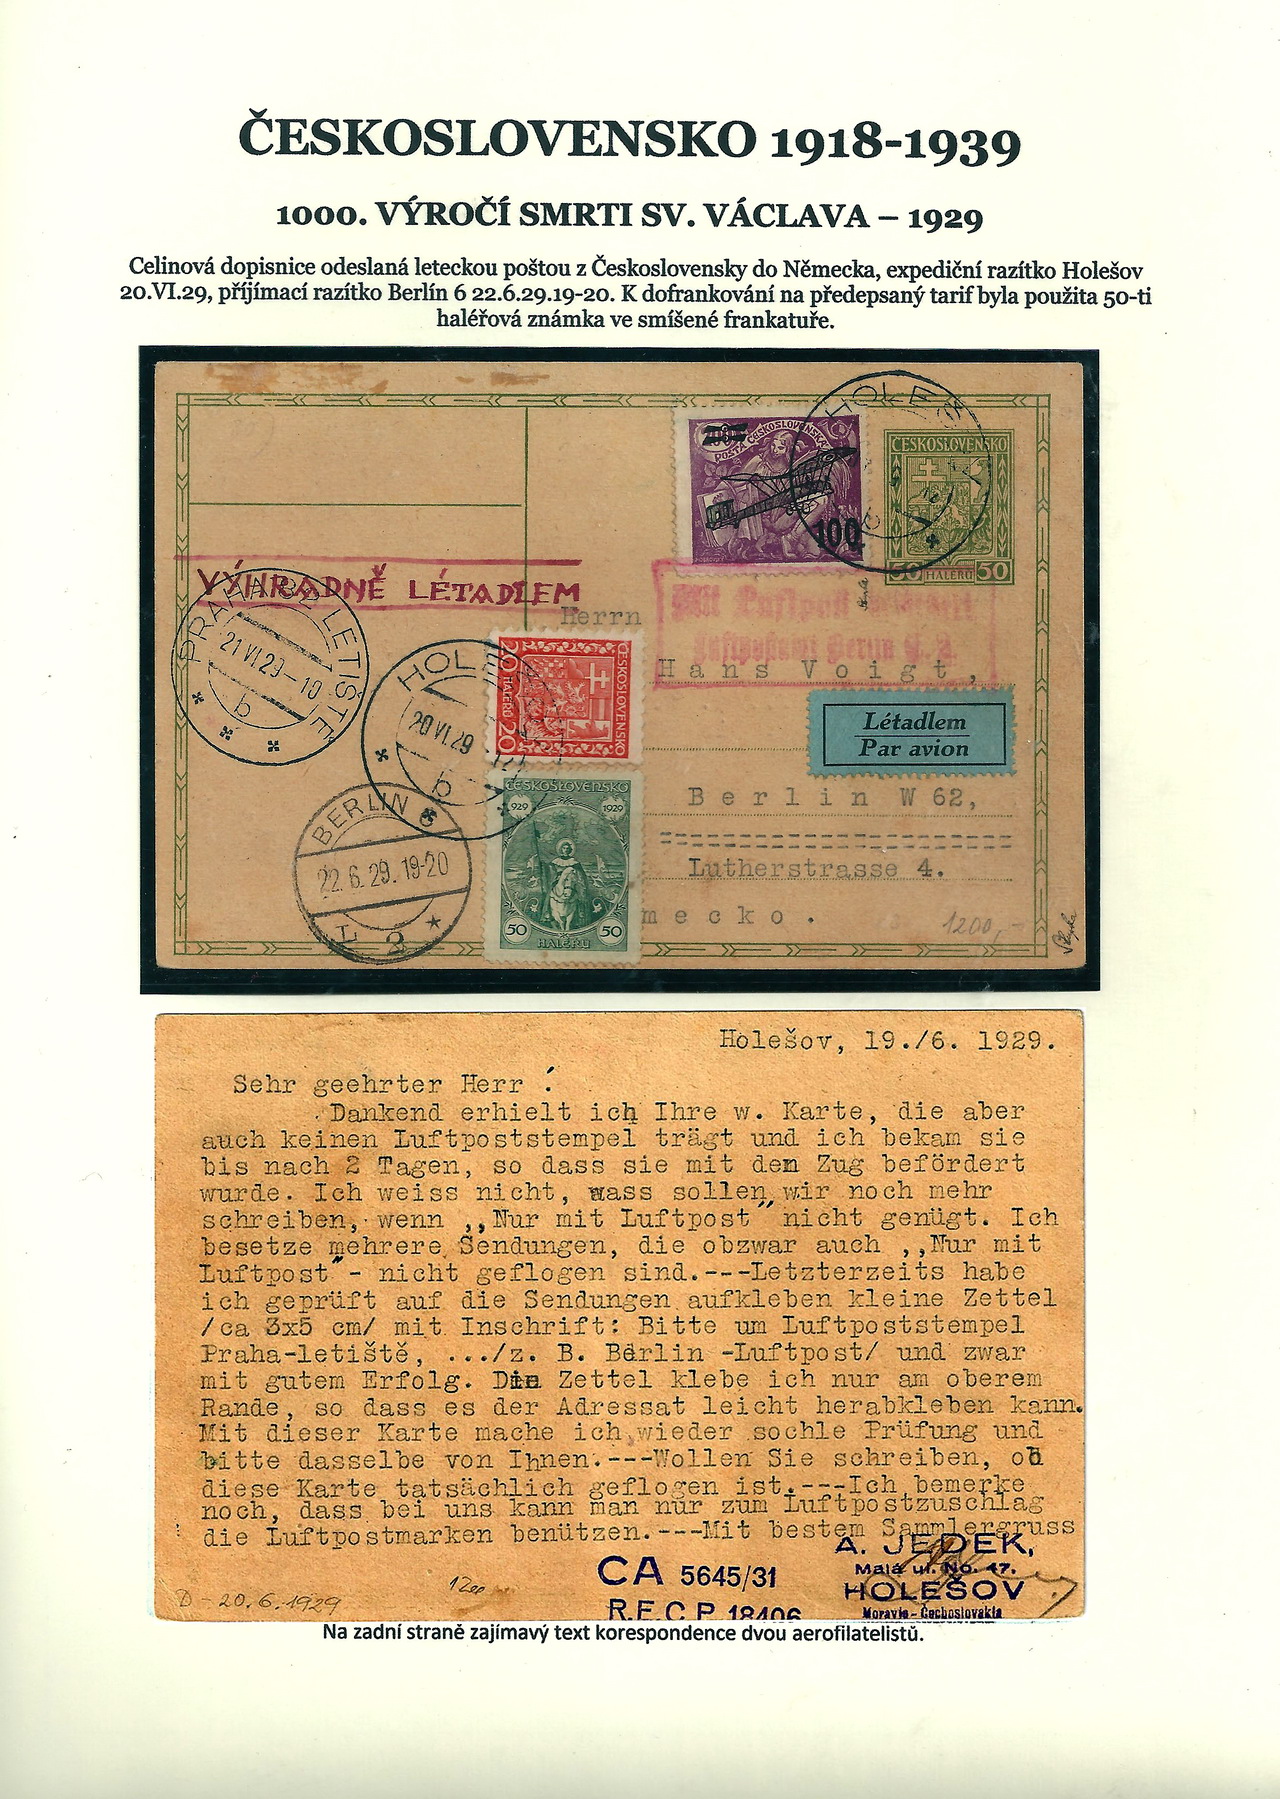 ČESKOSLOVENSKO 1918-1939
1000. VÝROČÍ SMRTI SV. VÁCLAVA – 1929
Celinová dopisnice odeslaná leteckou poštou z Československy do Německa, expediční razítko Holešov
20.VI.29, příjímací razítko Berlín 6 22.6.29.19-20. K dofrankování na předepsaný tarif byla použita 50-ti
haléřová známka ve smíšené frankatuře.
HOLEŠ
POŠTA ČESKOSLOVENSKÁ
100
ČESKOSLOVENSKO
50 HALÉŘŮ 50
VÝHRADNĚ LÉTADLEM
Mit Luftpost befördert
Luftpostamt Berlin C. 2.
PRAHA LETIŠTĚ
21 VI.29–10
b
HOLE
20 VI.29
b
ČESKOSLOVENSKO
20 HALÉŘŮ 20
Herrn
Hans Voigt,
Létadlem
Par avion
Berlin W 62,
Lutherstrasse 4.
mecko.
1200,-
BERLIN
22.6.29.19-20
ČESKOSLOVENSKO
929 1929
50 50
HALÉŘŮ
Holešov, 19./6. 1929.
Sehr geehrter Herr !
Dankend erhielt ich Ihre w. Karte, die aber
auch keinen Luftpoststempel trägt und ich bekam sie
bis nach 2 Tagen, so dass sie mit den Zug befördert
wurde. Ich weiss nicht, wass sollen wir noch mehr
schreiben, wenn ,,Nur mit Luftpost" nicht genügt. Ich
besetze mehrere Sendungen, die obzwar auch ,,Nur mit
Luftpost"- nicht geflogen sind.---Letzterzeits habe
ich geprüft auf die Sendungen aufkleben kleine Zettel
/ca 3x5 cm/ mit Inschrift: Bitte um Luftpoststempel
Praha-letiště, .../z. B. Berlin -Luftpost/ und zwar
mit gutem Erfolg. Die Zettel klebe ich nur am oberem
Rande, so dass es der Adressat leicht herabkleben kann.
Mit dieser Karte mache ich wieder sochle Prüfung und
bitte dasselbe von Ihnen.---Wollen Sie schreiben, ob
diese Karte tatsächlich geflogen ist.---Ich bemerke
noch, dass bei uns kann man nur zum Luftpostzuschlag
die Luftpostmarken benützen.---Mit bestem Sammlergruss
A. JEDEK,
Malá ul. No. 47.
HOLEŠOV
Moravia - Čechoslovakia
CA 5645/31
R.F.C.P. 18406
D - 20.6.1929
Na zadní straně zajímavý text korespondence dvou aerofilatelistů.